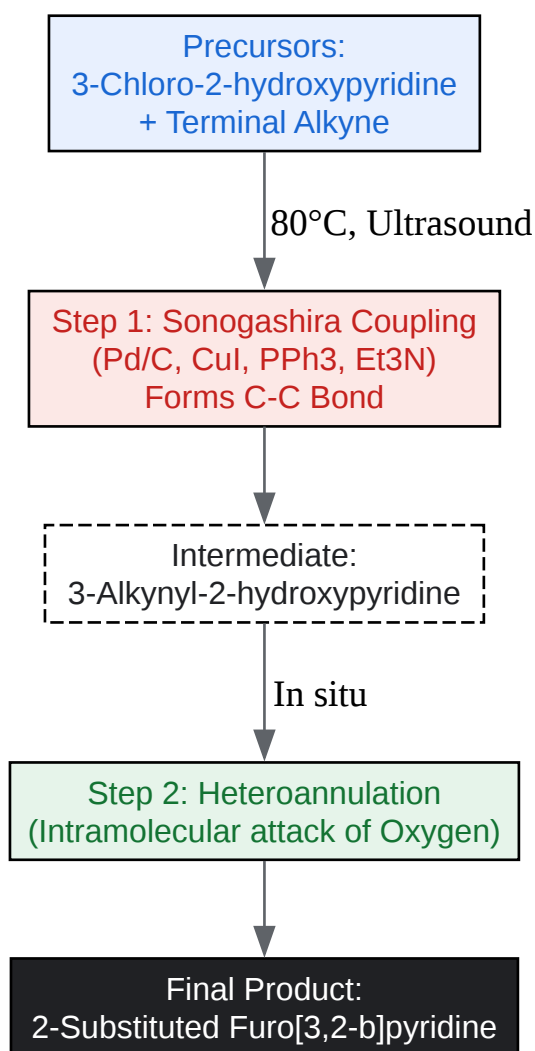 Precursors:
3-Chloro-2-hydroxypyridine
+ Terminal Alkyne
80°C, Ultrasound
Step 1: Sonogashira Coupling
(Pd/C, CuI, PPh3, Et3N)
Forms C-C Bond
Intermediate:
3-Alkynyl-2-hydroxypyridine
In situ
Step 2: Heteroannulation
(Intramolecular attack of Oxygen)
Final Product:
2-Substituted Furo[3,2-b]pyridine